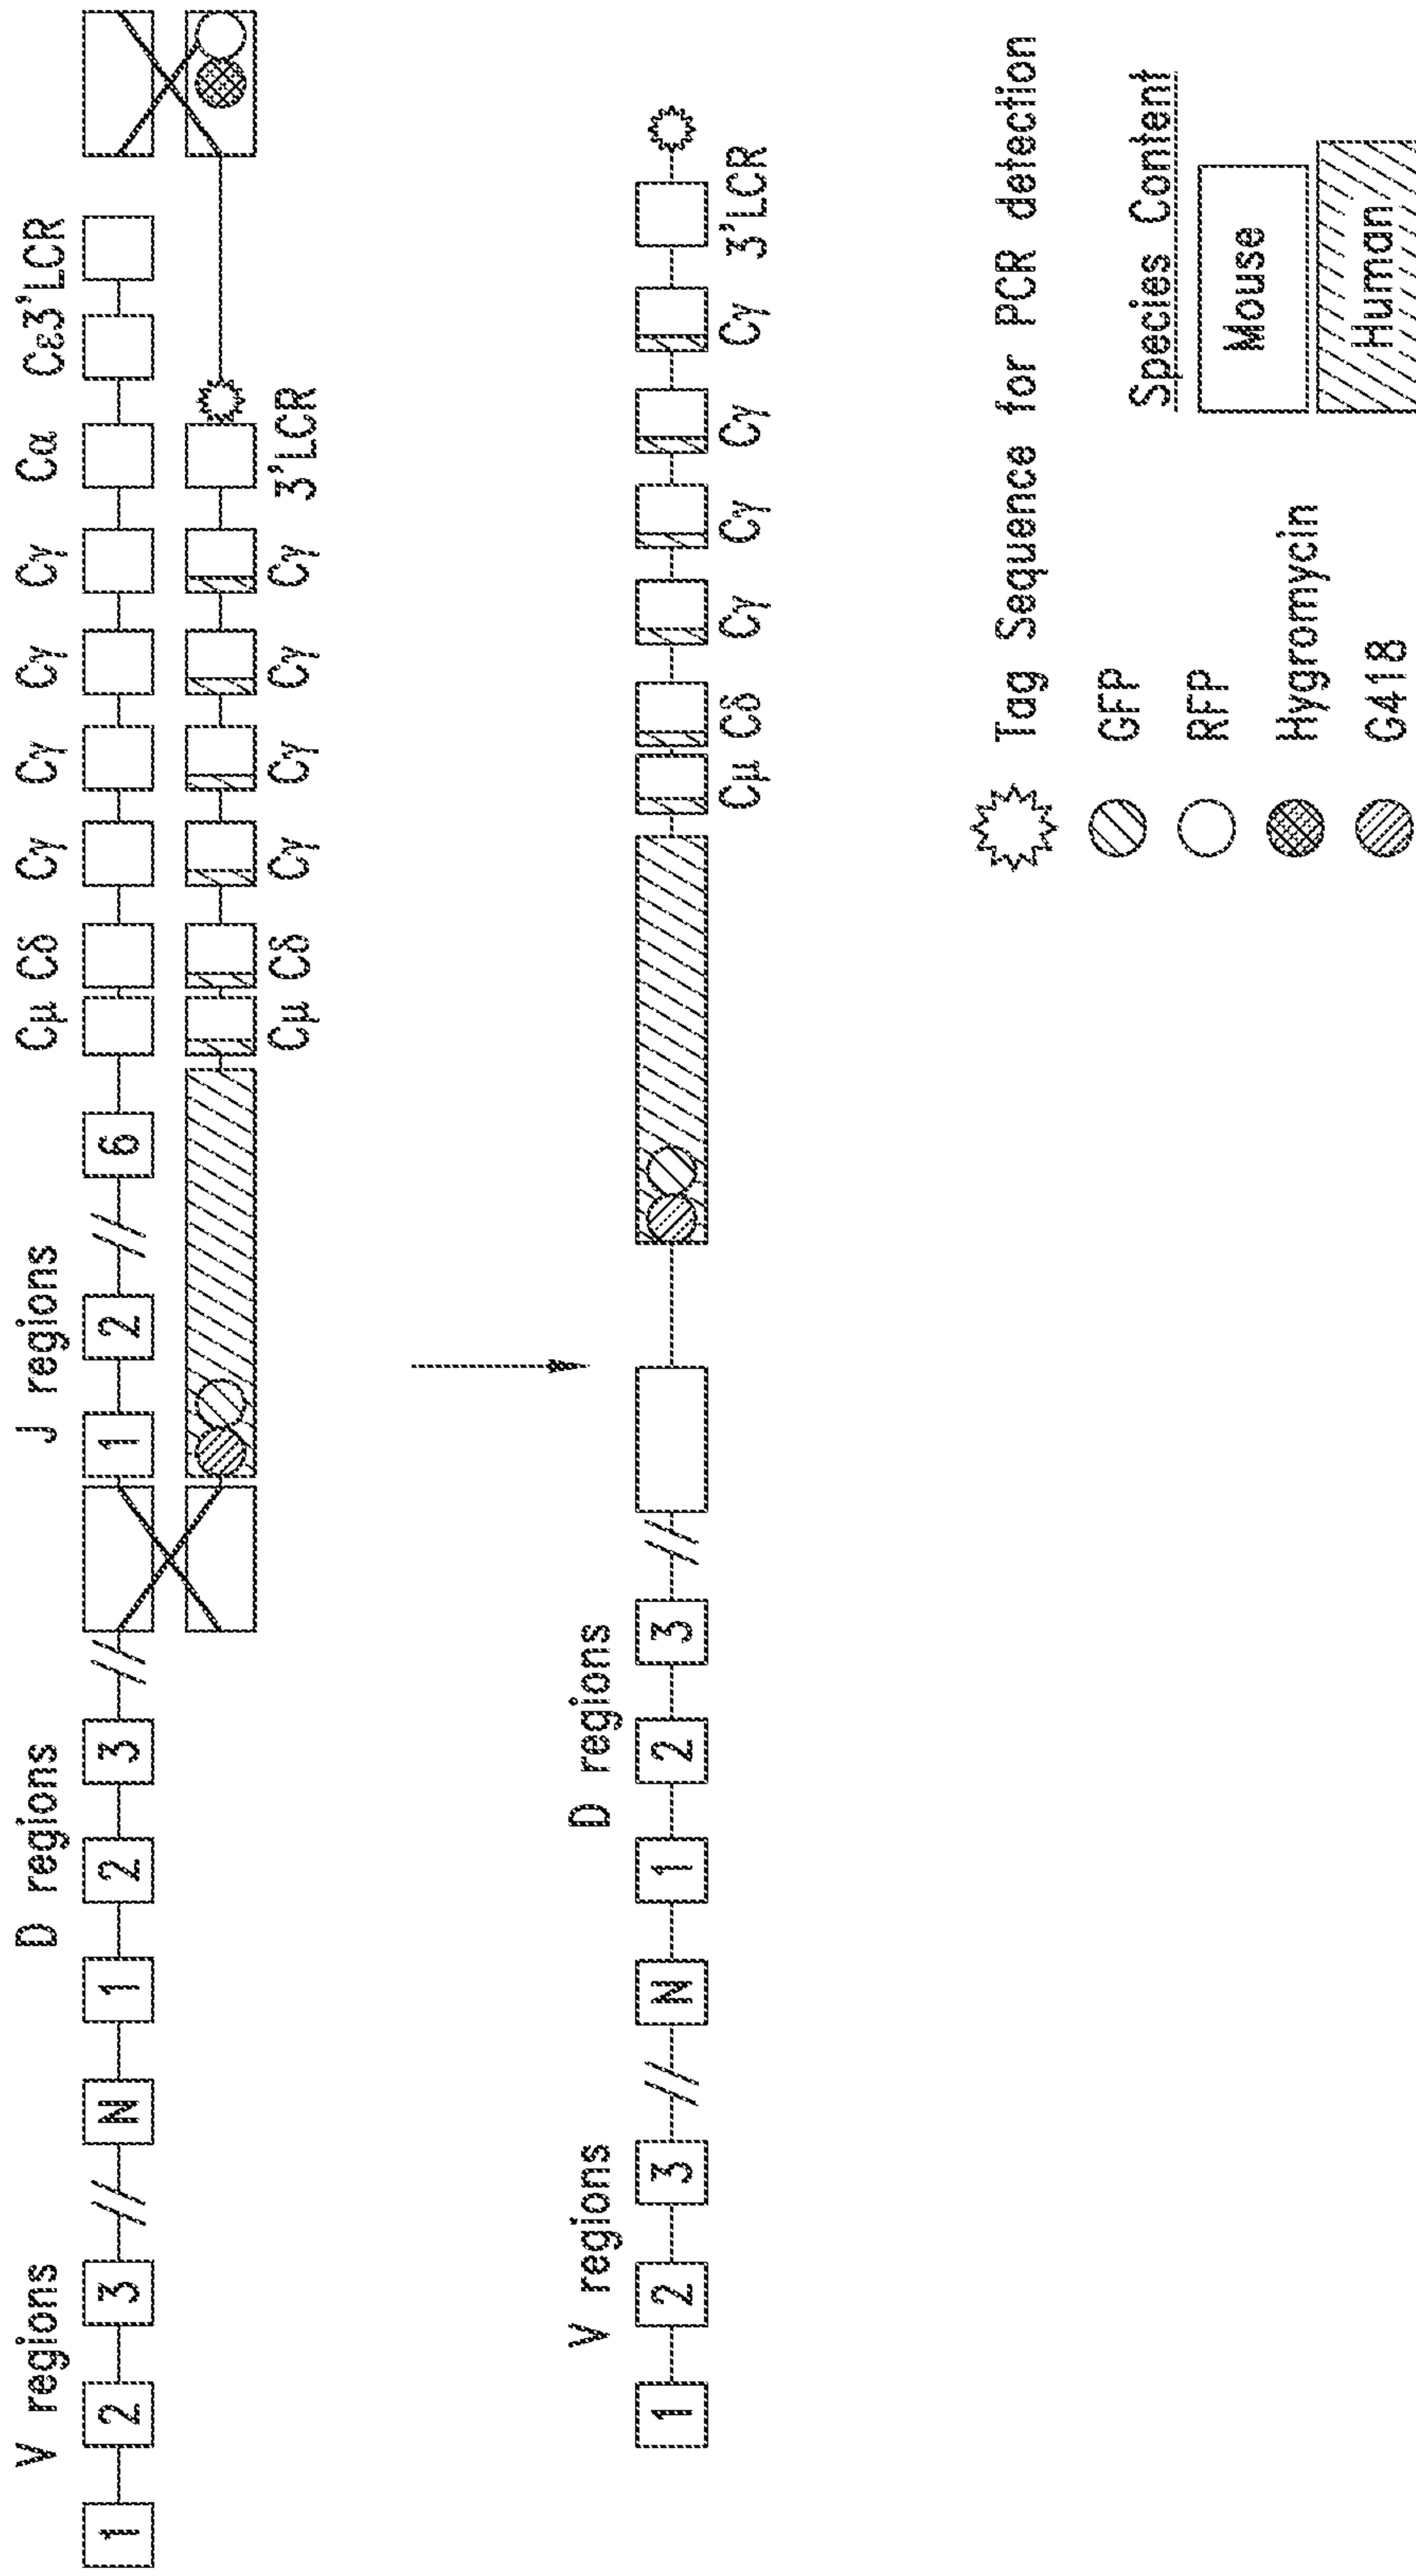 V regions D regions J regions Cμ Cδ Cγ Cγ Cγ Cγ Cα Cε3'LCR
1 2 3 // N 1 2 3 // 1 2 // 6
Cμ Cδ Cγ Cγ Cγ Cγ 3'LCR
V regions D regions
1 2 3 // N 1 2 3 //
Cμ Cδ Cγ Cγ Cγ Cγ 3'LCR
Tag Sequence for PCR detection
GFP
RFP
Hygromycin
G418
Species Content
Mouse
Human